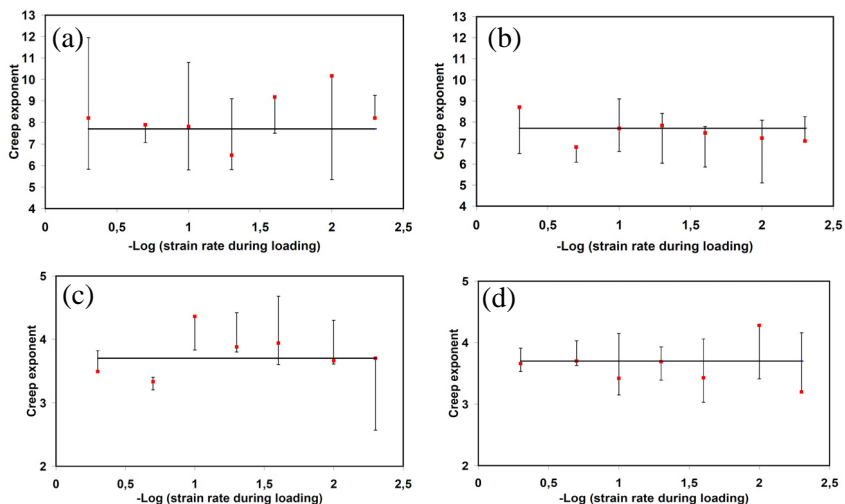 (a)
Creep exponent
13
12
11
10
9
8
7
6
5
4
0 0,5 1 1,5 2 2,5
-Log (strain rate during loading)
(b)
Creep exponent
13
12
11
10
9
8
7
6
5
4
0 0,5 1 1,5 2 2,5
-Log (strain rate during loading)
(c)
Creep exponent
5
4
3
2
0 0,5 1 1,5 2 2,5
-Log (strain rate during loading)
(d)
Creep exponent
5
4
3
2
0 0,5 1 1,5 2 2,5
-Log (strain rate during loading)